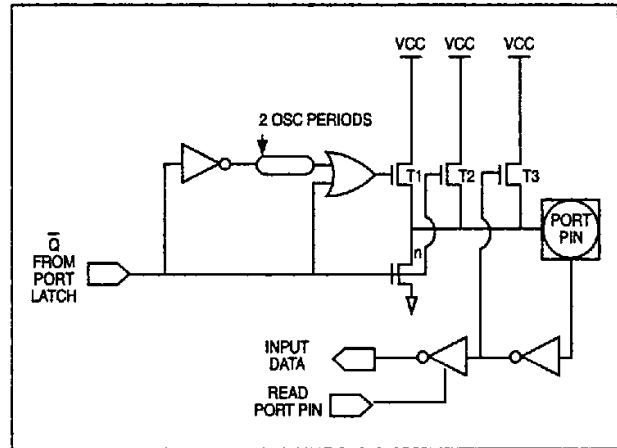 VCC VCC VCC
2 OSC PERIODS
T1 T2 T3
PORT
PIN
Q̅
FROM
PORT
LATCH
n
INPUT
DATA
READ
PORT PIN